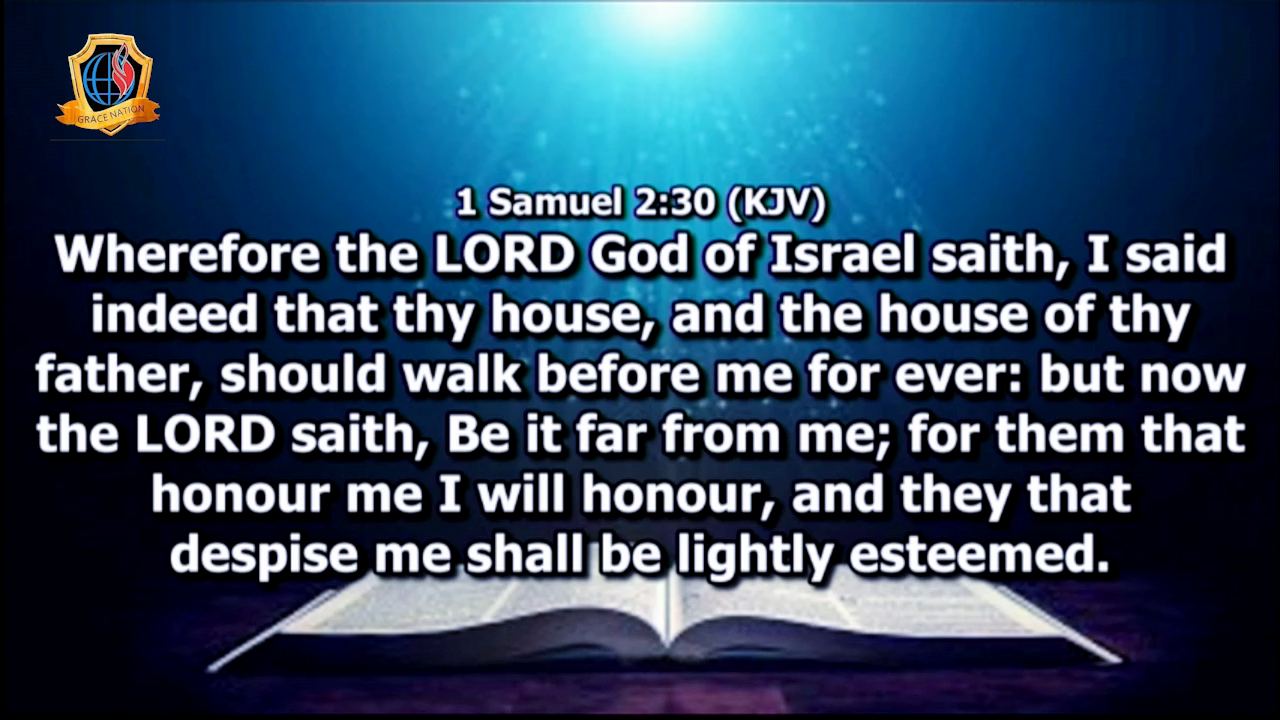 GRACE NATION
1 Samuel 2:30 (KJV)
Wherefore the LORD God of Israel saith, I said
indeed that thy house, and the house of thy
father, should walk before me for ever: but now
the LORD saith, Be it far from me; for them that
honour me I will honour, and they that
despise me shall be lightly esteemed.